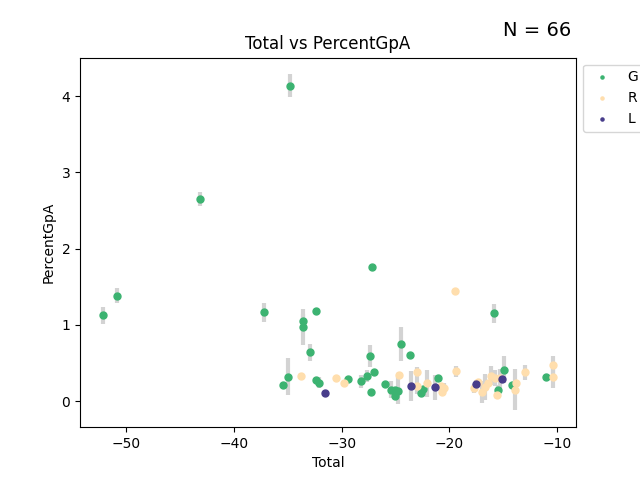 N = 66
Total vs PercentGpA
G
R
L
PercentGpA
4
3
2
1
0
−50
−40
−30
−20
−10
Total